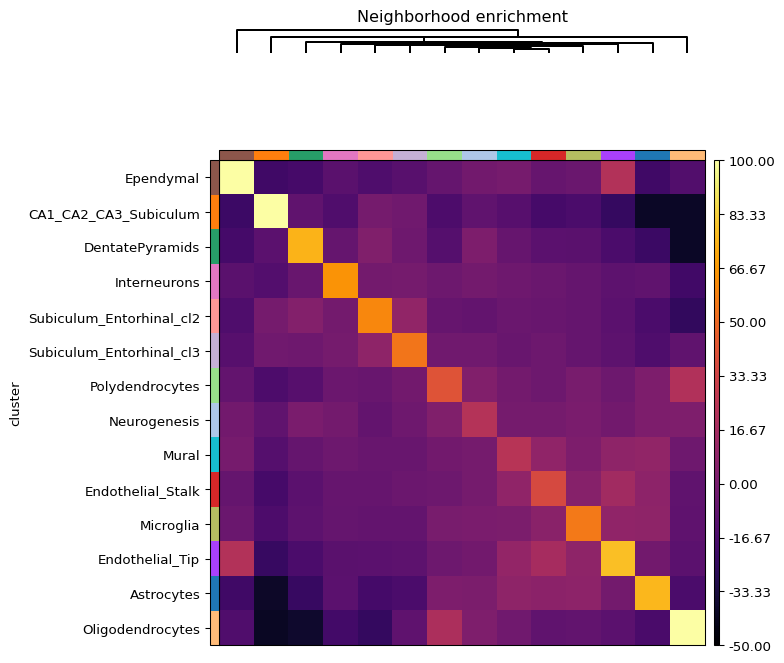 Neighborhood enrichment
Ephymal
CA1_CA2_CA3_Subiculum
DentatePyramids
Interneurons
Subiculum_Entorhinal_cl2
Subiculum_Entorhinal_cl3
Polydendrocytes
Neurogenesis
Mural
Endothelial_Stalk
Microglia
Endothelial_Tip
Astrocytes
Oligodendrocytes
cluster
100.00
83.33
66.67
50.00
33.33
16.67
0.00
-16.67
-33.33
-50.00